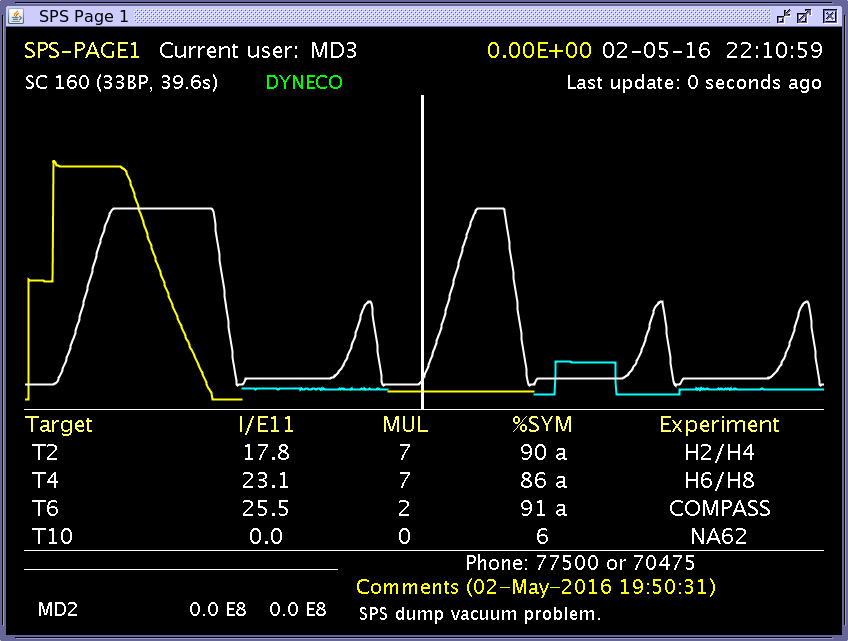 SPS Page 1
SPS-PAGE1 Current user: MD3 0.00E+00 02-05-16 22:10:59
SC 160 (33BP, 39.6s) DYNECO Last update: 0 seconds ago
Target I/E11 MUL %SYM Experiment
T2 17.8 7 90 a H2/H4
T4 23.1 7 86 a H6/H8
T6 25.5 2 91 a COMPASS
T10 0.0 0 6 NA62
Phone: 77500 or 70475
Comments (02-May-2016 19:50:31)
MD2 0.0 E8 0.0 E8 SPS dump vacuum problem.